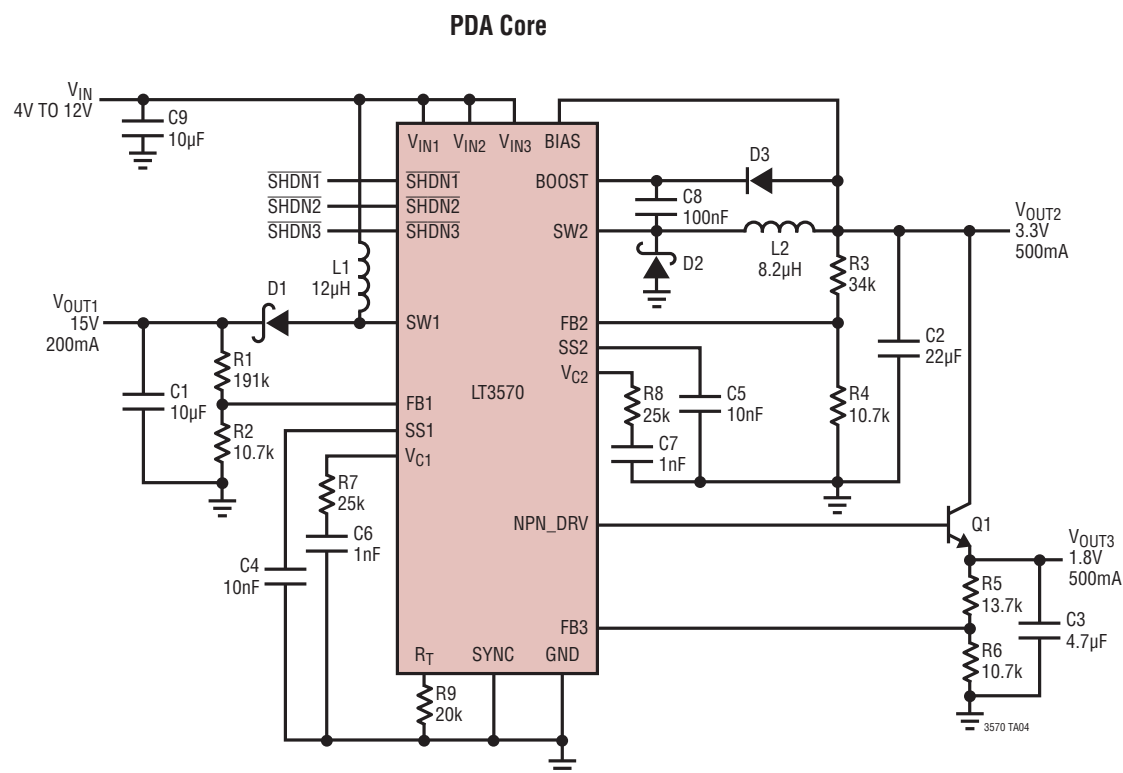 PDA Core
VIN
4V TO 12V
C9
10µF
VIN1 VIN2 VIN3 BIAS
SHDN1 SHDN1
SHDN2 SHDN2
SHDN3 SHDN3
BOOST
D3
C8
100nF
SW2
D2
L2
8.2µH
VOUT2
3.3V
500mA
R3
34k
L1
12µH
D1
VOUT1
15V
200mA
SW1
FB2
SS2
VC2
C2
22µF
R1
191k
C1
10µF
R2
10.7k
FB1
SS1
VC1
LT3570
R8
25k
C5
10nF
R4
10.7k
C7
1nF
R7
25k
C6
1nF
C4
10nF
NPN_DRV
Q1
VOUT3
1.8V
500mA
R5
13.7k
C3
4.7µF
FB3
R6
10.7k
RT SYNC GND
R9
20k
3570 TA04